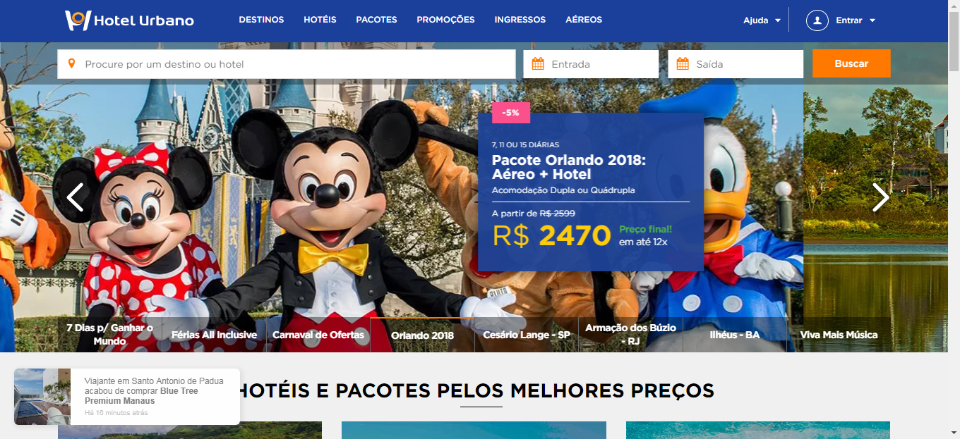 Hotel Urbano
DESTINOS HOTÉIS PACOTES PROMOÇÕES INGRESSOS AÉREOS
Ajuda Entrar
Procure por um destino ou hotel
Entrada
Saída
Buscar
-5%
7, 11 OU 15 DIÁRIAS
Pacote Orlando 2018:
Aéreo + Hotel
Acomodação Dupla ou Quádrupla
A partir de R$ 2599
R$ 2470
Preço final!
em até 12x
7 Dias p/ Ganhar o
Mundo
Férias All Inclusive
Carnaval de Ofertas
Orlando 2018
Cesário Lange - SP
Armação dos Búzio
- RJ
Ilhéus - BA
Viva Mais Música
HOTÉIS E PACOTES PELOS MELHORES PREÇOS
Viajante em Santo Antonio de Padua
acabou de comprar Blue Tree
Premium Manaus
Há 16 minutos atrás